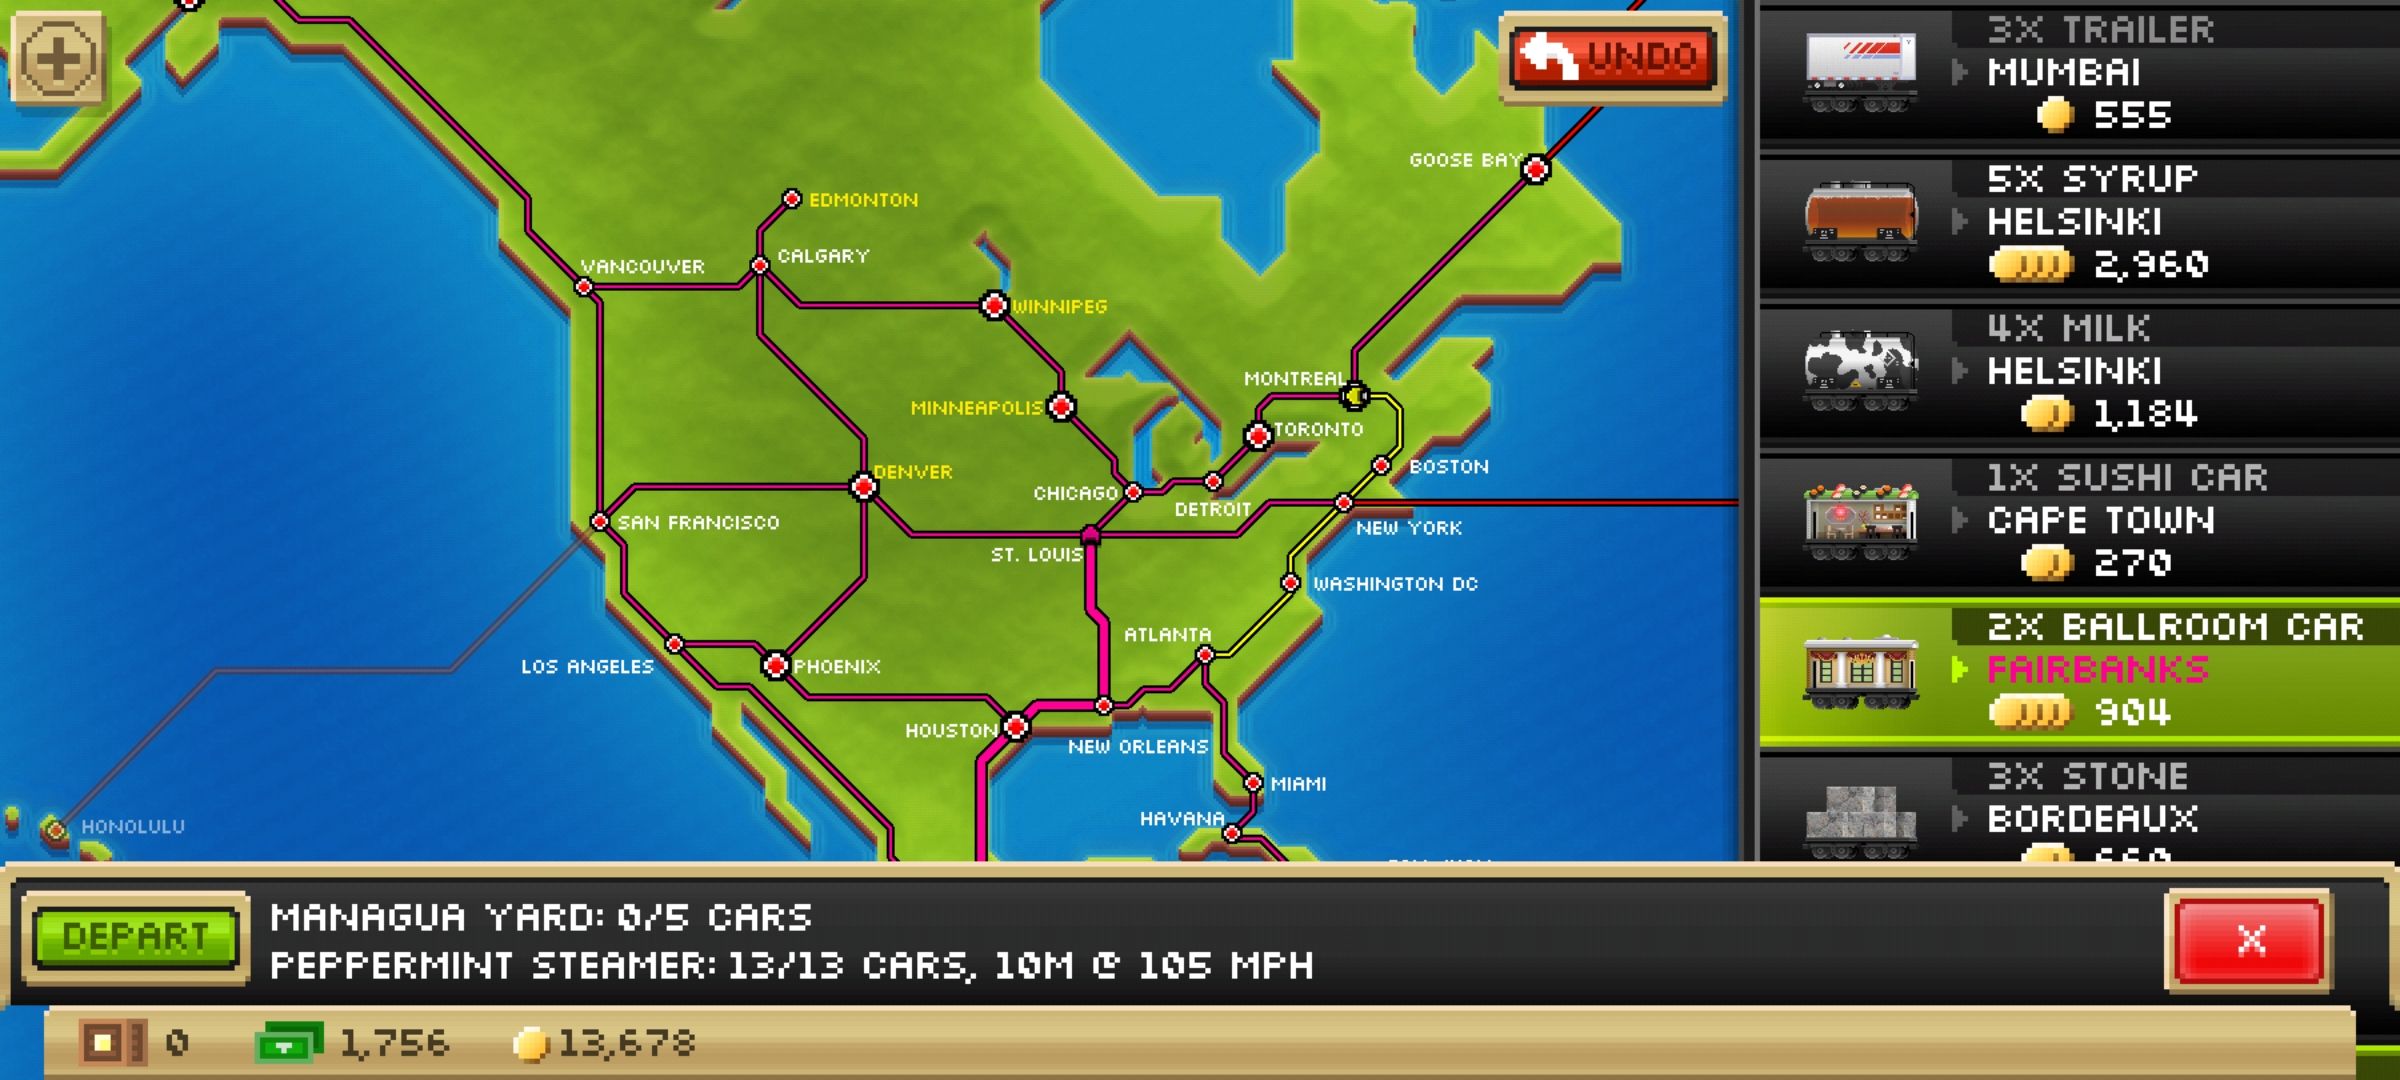 UNDO
GOOSE BAY
EDMONTON
CALGARY
VANCOUVER
WINNIPEG
MONTREAL
MINNEAPOLIS
TORONTO
BOSTON
DENVER
CHICAGO
DETROIT
SAN FRANCISCO
NEW YORK
ST. LOUIS
WASHINGTON DC
ATLANTA
LOS ANGELES
PHOENIX
HOUSTON
NEW ORLEANS
MIAMI
HAVANA
HONOLULU
3X TRAILER
MUMBAI
555
5X SYRUP
HELSINKI
2,960
4X MILK
HELSINKI
1,184
1X SUSHI CAR
CAPE TOWN
270
2X BALLROOM CAR
FAIRBANKS
904
3X STONE
BORDEAUX
DEPART
MANAGUA YARD: 0/5 CARS
PEPPERMINT STEAMER: 13/13 CARS, 10M @ 105 MPH
X
0
1,756
13,678